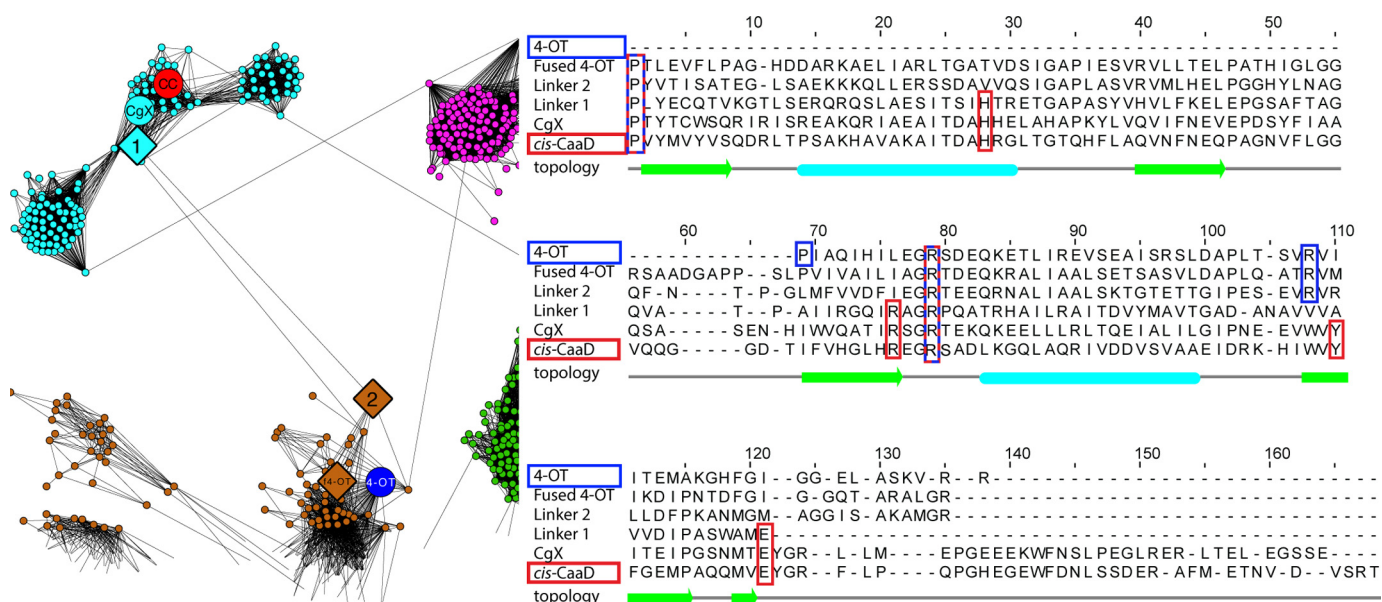 10 20 30 40 50
4-OT - - - - - - - - - - - - - - - - - - - - - - - - - - - - - - - - - - - - - - - - - - - - - - - - - - - - - - -
Fused 4-OT PTLEVFLPAG-HDDARKAELIARLTGATVDSIGAPIESVRVLLTELPATHIGLGG
Linker 2 PYVTISATEG-LSAEKKKQLLERSSDAVVQSIGAPLASVRVMLHELPGGHYLNAG
Linker 1 P-YECQTVKGTLSERQRQSLAESITSIHTRETGAPASYVHVLFKELEPGSAFTAG
CgX PTYTCWSQRIRISREAKQRIAEAITDAHHELAHAPKYLVQVIFNEVEPDSYFIAA
cis-CaaD PVYMVYVSQDRLTPSAKHAVAKAITDAHRGLTGTQHFLAQVNFNEQPAGNVFLGG
topology
60 70 80 90 100 110
4-OT -------------PIAQIHILEGRSDEQKETLIREVSEAISRSLDAPLT-SVRVI
Fused 4-OT RSAADGAPP-SLPVIVAILIAGRTDEQKRALIAALSETSASVLDAPLQ-ATRVM
Linker 2 QF-N----T-P-GLMFVVDFIEGRTEEQRNALIAALSKTGTETTGIPES-EVRVR
Linker 1 QVA-----T--PAIIRGQIRAGRPQATRHAILRAITDVYMAVTGADANAVVVA
CgX QSA-----SEN-HIWVQATIRSGRTEKQKEELLLRLTQEIALILGIPNE-EVWVY
cis-CaaD VQQG-----GD-TIFVHGLHREGRSADLKGQLAQRIVDDVSVAAEIDRK-HIWVY
topology
120 130 140 150 160
4-OT ITEMAKGHFGI-GG-EL-ASKV-R--R------------------------------
Fused 4-OT IKDIPNTDFGI-G-GQT-ARALGR------------------------------
Linker 2 LLDFPKANMGM-AGGIS-AKAMGR------------------------------
Linker 1 VVDIPASWAME--------------------------------------------
CgX ITEIPGSNMTEYGR--L-LM----EPGEEEKWFNSLPEGLRER-LTEL-EGSSE-
cis-CaaD FGEMPAQQMVEYGR--F-LP----QPGHEGEWFDNLSSDER-AFM-ETNV-D--VSRT
topology
CC
CgX
1
2
f4-OT
4-OT